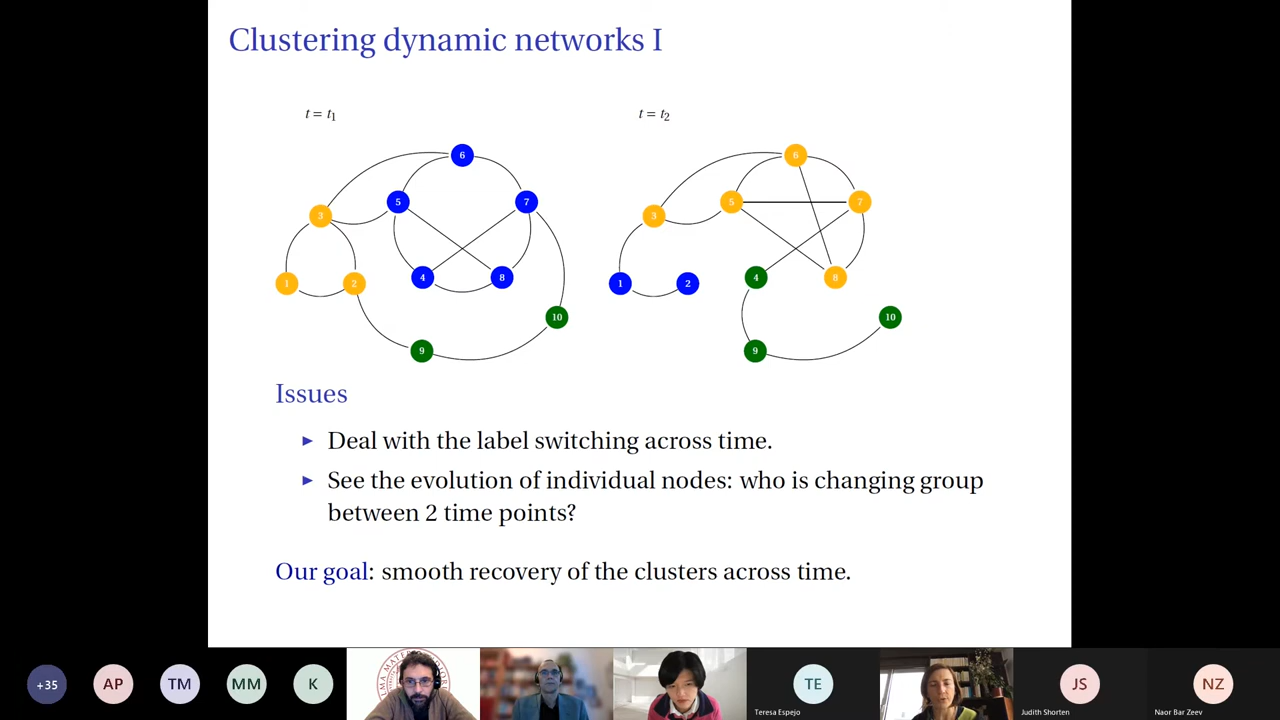 Clustering dynamic networks I
t = t1
t = t2
6
5
7
3
4
8
1
2
10
9
6
5
7
3
4
8
1
2
10
9
Issues
Deal with the label switching across time.
See the evolution of individual nodes: who is changing group
between 2 time points?
Our goal: smooth recovery of the clusters across time.
+35
AP
TM
MM
K
TE
JS
NZ
Teresa Espejo
Judith Shorten
Naor Bar Zeev